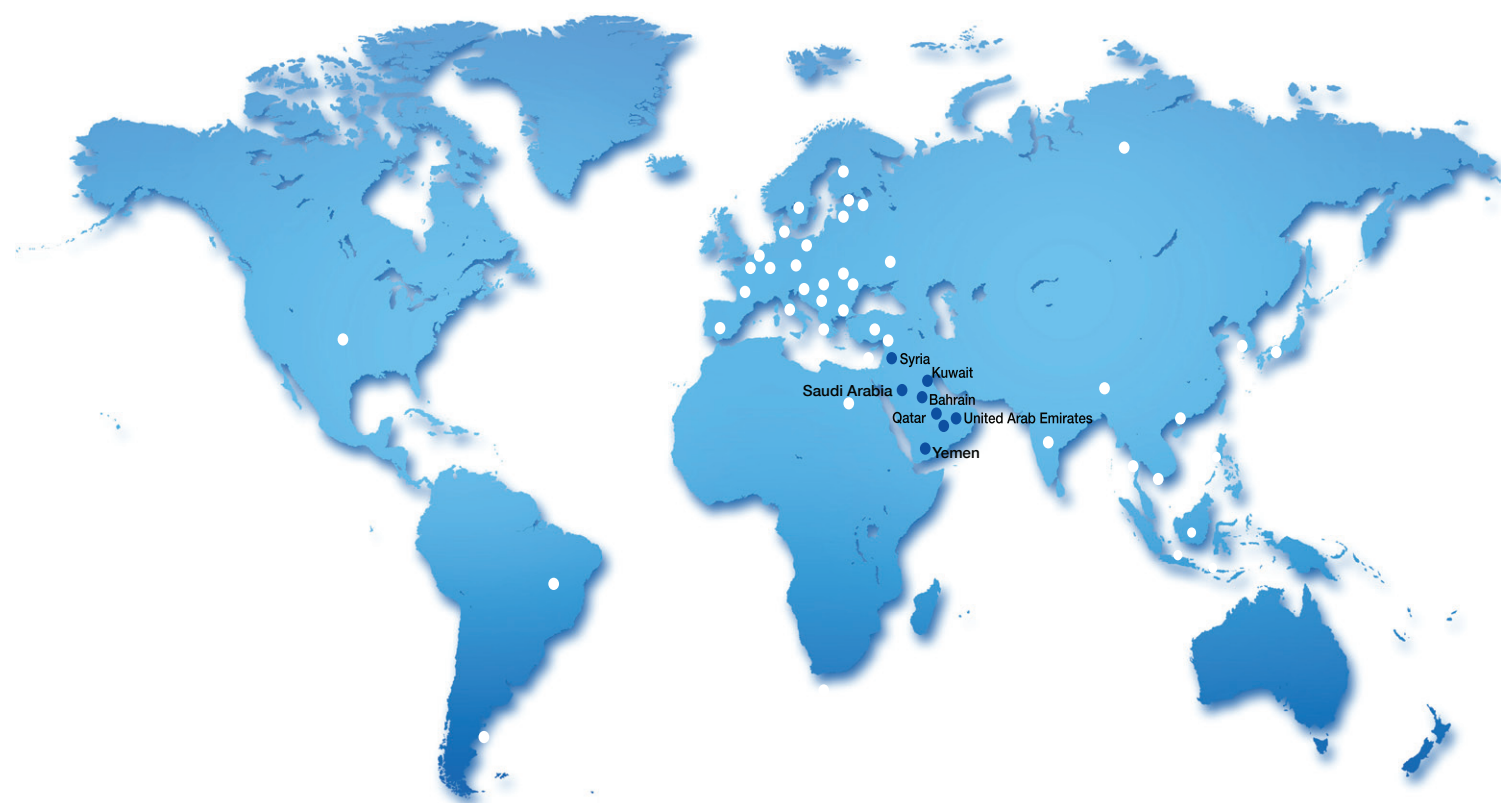 Syria
Kuwait
Saudi Arabia
Bahrain
Qatar
United Arab Emirates
Yemen